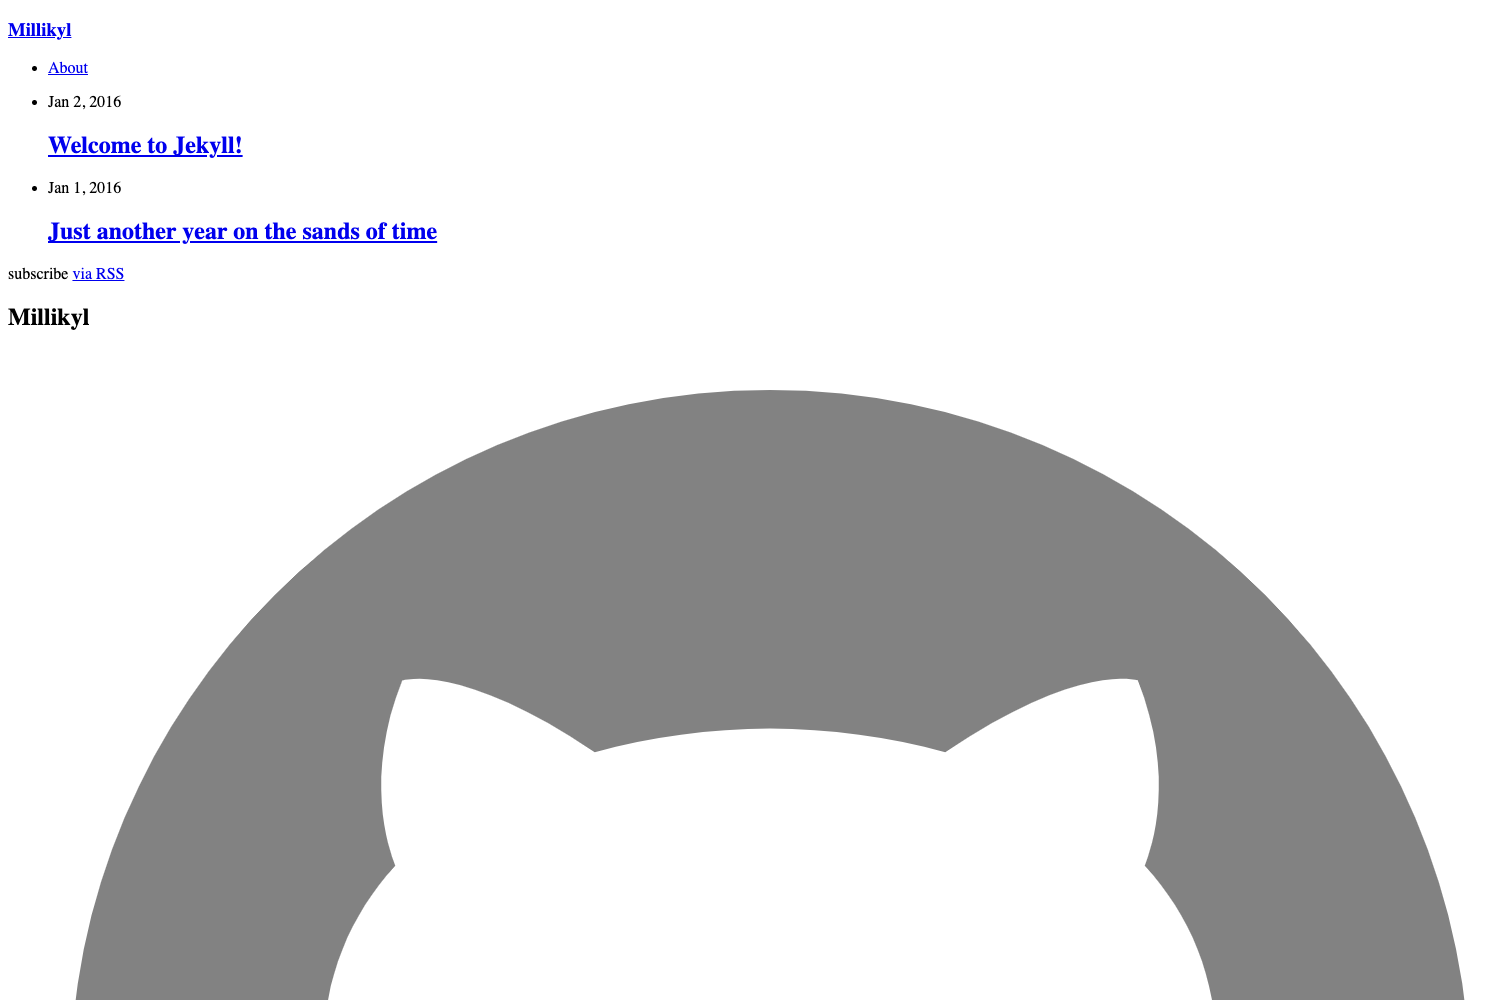 Millikyl
About
Jan 2, 2016
Welcome to Jekyll!
Jan 1, 2016
Just another year on the sands of time
subscribe via RSS
Millikyl